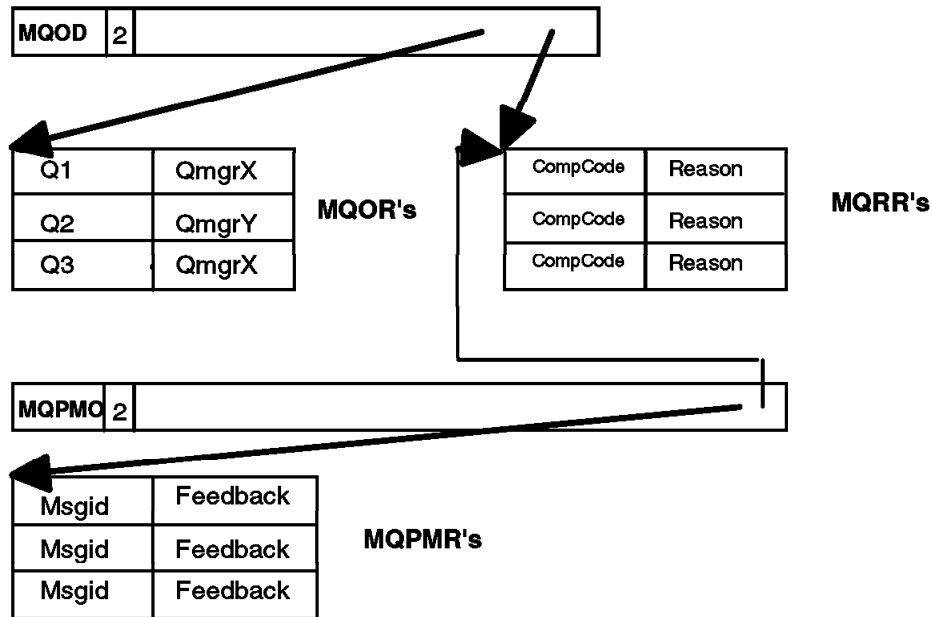 MQOD 2
Q1 QmgrX
Q2 QmgrY
Q3 QmgrX
MQOR's
CompCode Reason
CompCode Reason
CompCode Reason
MQRR's
MQPMO 2
Msgid Feedback
Msgid Feedback
Msgid Feedback
MQPMR's